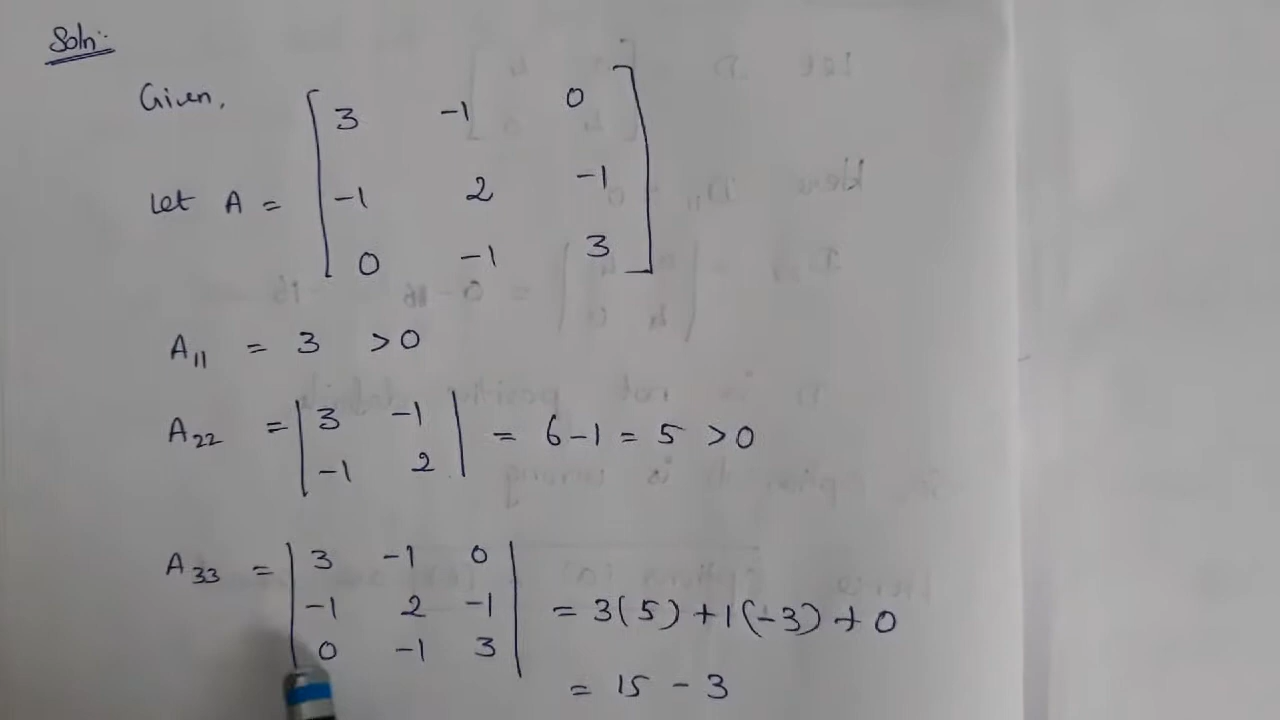 Soln:
Given,
Let A = [ 3 -1 0
-1 2 -1
0 -1 3 ]
A11 = 3 >0
A22 = | 3 -1 | = 6-1 = 5 >0
| -1 2 |
A33 = | 3 -1 0 |
| -1 2 -1 | = 3(5) +1(-3) + 0
| 0 -1 3 |
= 15 - 3